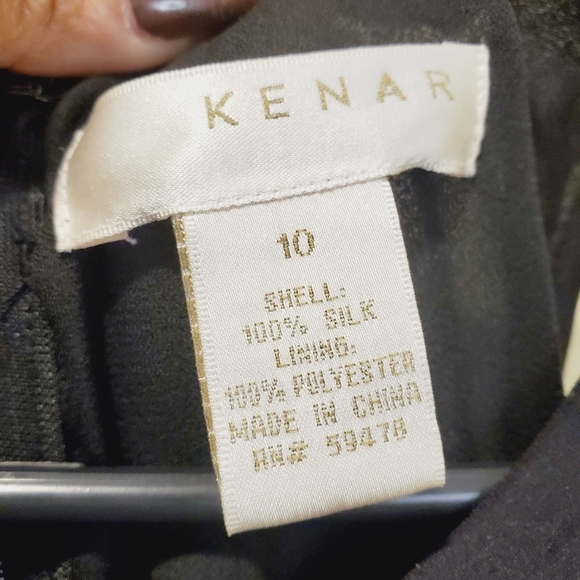 KENAR
10
SHELL:
100% SILK
LINING:
100% POLYESTER
MADE IN CHINA
RN# 59478